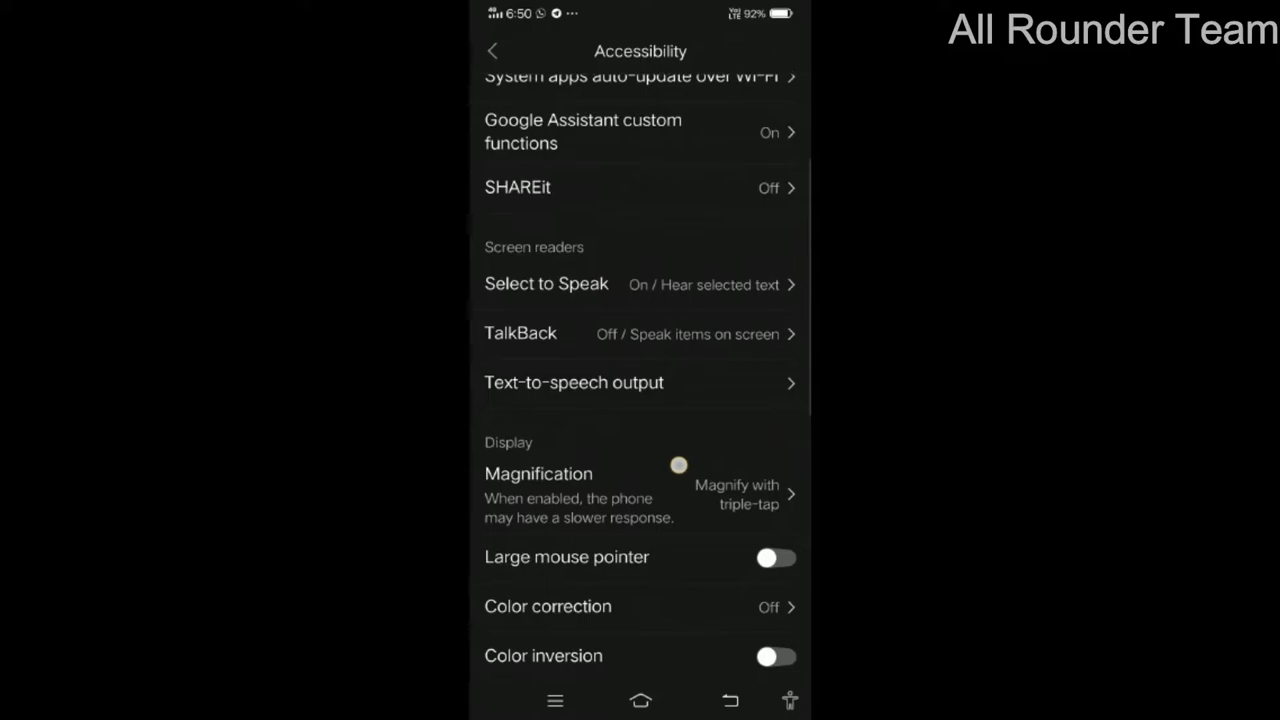 6:50 92%
All Rounder Team
Accessibility
System apps auto-update over Wi-Fi
Google Assistant custom
functions
On
SHAREit Off
Screen readers
Select to Speak On / Hear selected text
TalkBack Off / Speak items on screen
Text-to-speech output
Display
Magnification
When enabled, the phone
may have a slower response.
Magnify with
triple-tap
Large mouse pointer
Color correction Off
Color inversion